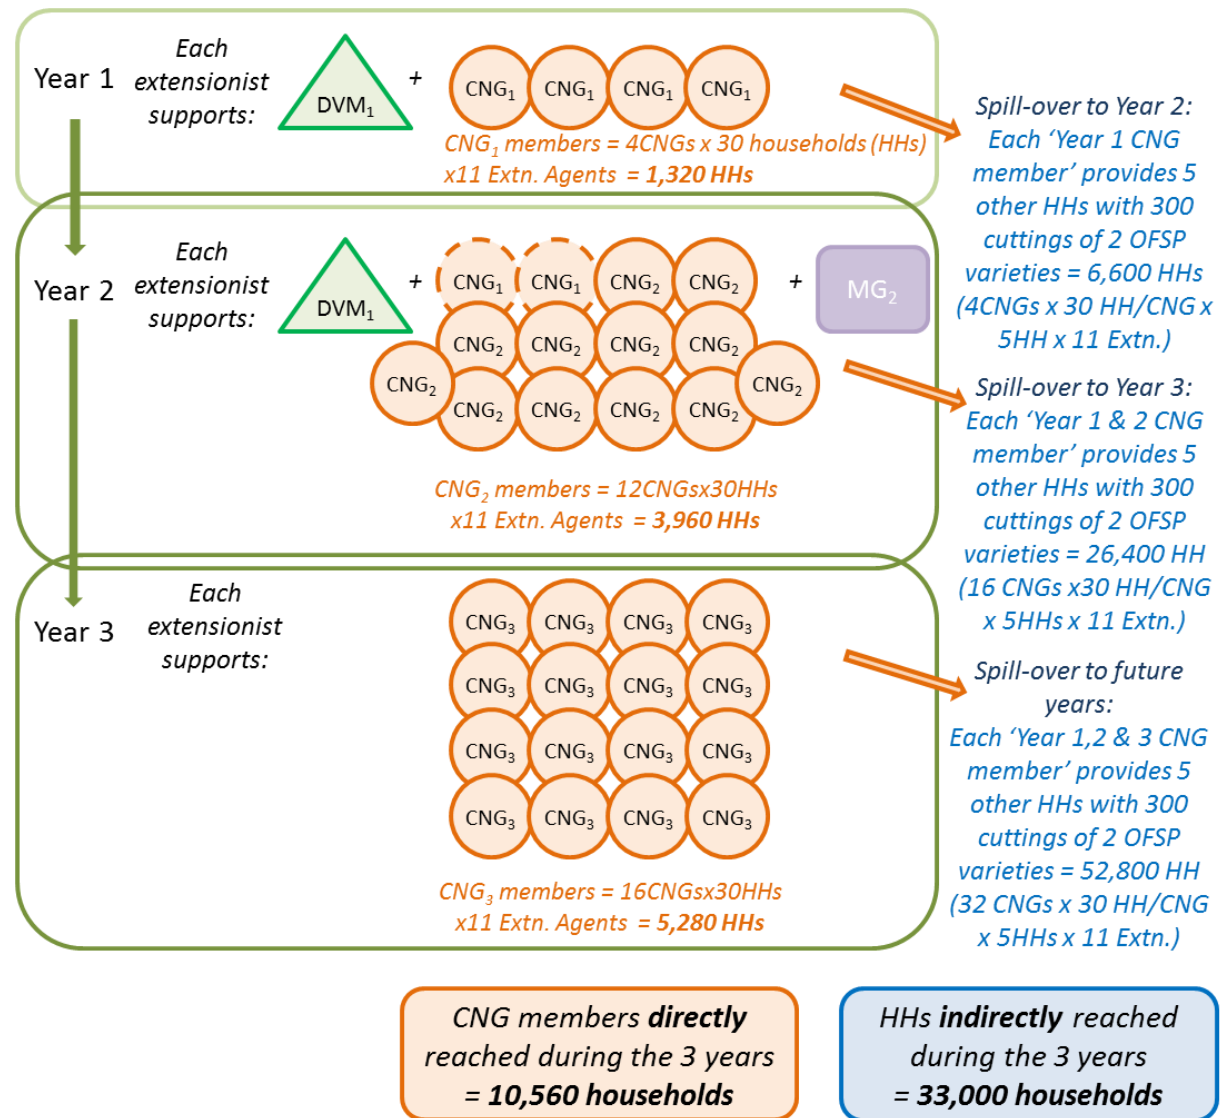 Year 1
Each
extensionist
supports:
DVM₁
+
CNG₁ CNG₁ CNG₁ CNG₁
CNG₁ members = 4CNGs x 30 households (HHs)
x11 Extn. Agents = 1,320 HHs
Spill-over to Year 2:
Each ‘Year 1 CNG
member’ provides 5
other HHs with 300
cuttings of 2 OFSP
varieties = 6,600 HHs
(4CNGs x 30 HH/CNG x
5HH x 11 Extn.)
Year 2
Each
extensionist
supports:
DVM₁
+
CNG₁ CNG₁ CNG₂ CNG₂
CNG₂ CNG₂ CNG₂ CNG₂
CNG₂ CNG₂
CNG₂ CNG₂ CNG₂ CNG₂
+
MG₂
CNG₂ members = 12CNGsx30HHs
x11 Extn. Agents = 3,960 HHs
Spill-over to Year 3:
Each ‘Year 1 & 2 CNG
member’ provides 5
other HHs with 300
cuttings of 2 OFSP
varieties = 26,400 HH
(16 CNGs x30 HH/CNG
x 5HHs x 11 Extn.)
Year 3
Each
extensionist
supports:
CNG₃ CNG₃ CNG₃ CNG₃
CNG₃ CNG₃ CNG₃ CNG₃
CNG₃ CNG₃ CNG₃ CNG₃
CNG₃ CNG₃ CNG₃ CNG₃
CNG₃ members = 16CNGsx30HHs
x11 Extn. Agents = 5,280 HHs
Spill-over to future
years:
Each ‘Year 1,2 & 3 CNG
member’ provides 5
other HHs with 300
cuttings of 2 OFSP
varieties = 52,800 HH
(32 CNGs x 30 HH/CNG
x 5HHs x 11 Extn.)
CNG members directly
reached during the 3 years
= 10,560 households
HHs indirectly reached
during the 3 years
= 33,000 households